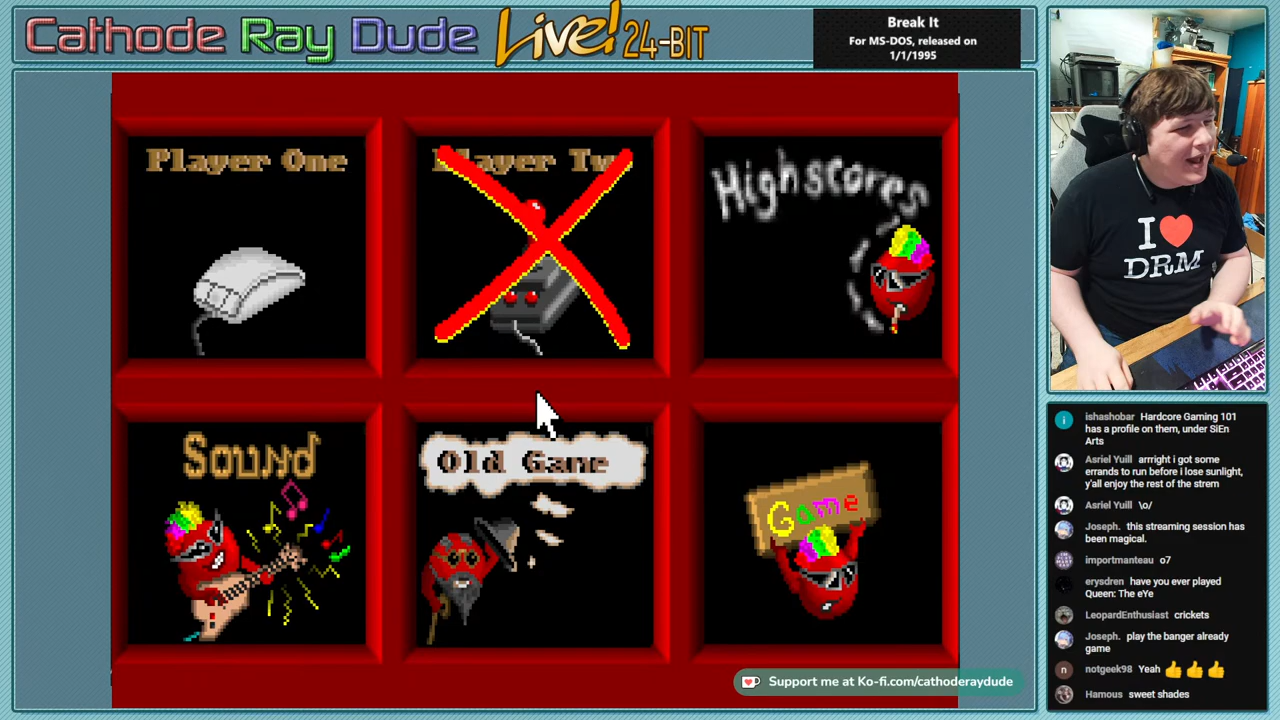 Cathode Ray Dude Live! 24-BIT
Break It
For MS-DOS, released on
1/1/1995
Player One
Player Tw
Highscores
Sound
Old Game
Game
I ❤ DRM
ishashobar Hardcore Gaming 101
has a profile on them, under SiEn
Arts
Asriel Yuill arrright i got some
errands to run before i lose sunlight,
y'all enjoy the rest of the strem
Asriel Yuill \o/
Joseph. this streaming session has
been magical.
importmanteau o7
erysdren have you ever played
Queen: The eYe
LeopardEnthusiast crickets
Joseph. play the banger already
game
notgeek98 Yeah 👍👍👍
Hamous sweet shades
Support me at Ko-fi.com/cathoderaydude